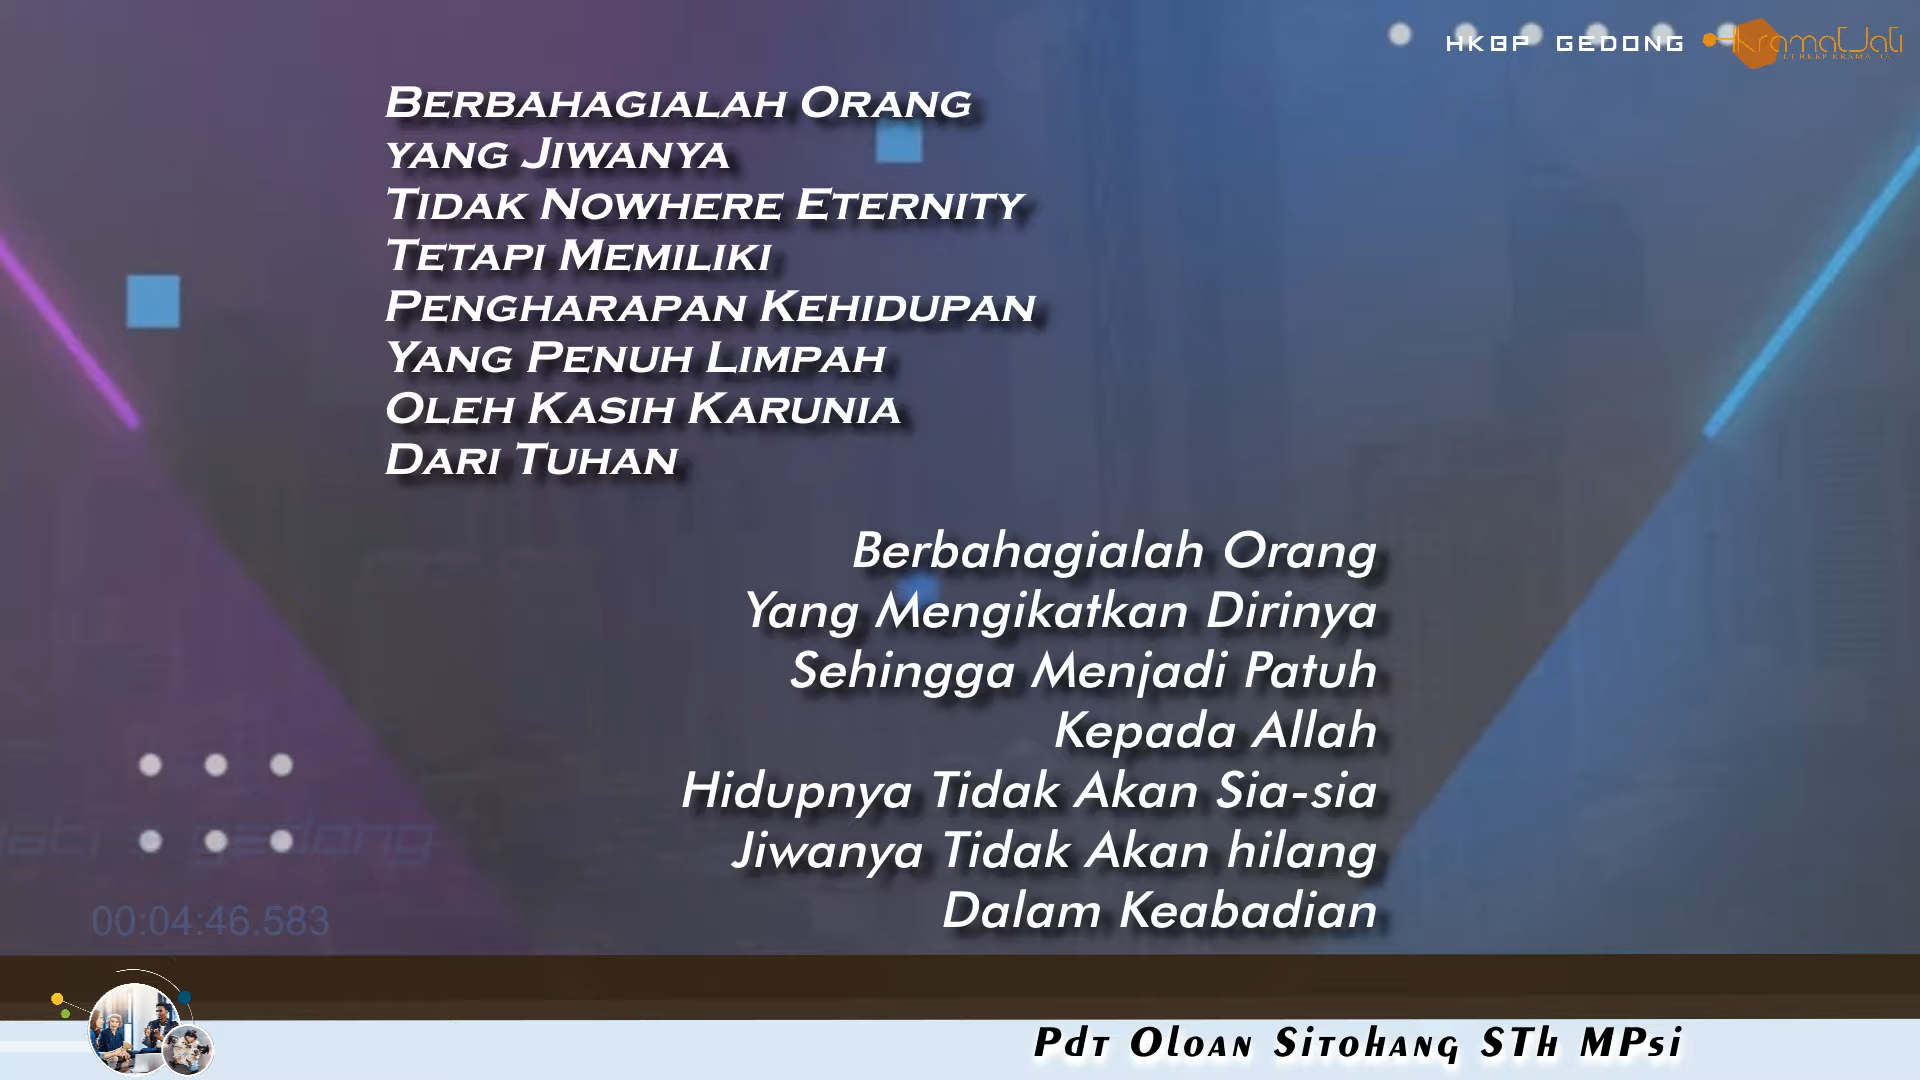 HKBP GEDONG
KramatJati
Berbahagialah Orang
yang Jiwanya
Tidak Nowhere Eternity
Tetapi Memiliki
Pengharapan Kehidupan
Yang Penuh Limpah
Oleh Kasih Karunia
Dari Tuhan
Berbahagialah Orang
Yang Mengikatkan Dirinya
Sehingga Menjadi Patuh
Kepada Allah
Hidupnya Tidak Akan Sia-sia
Jiwanya Tidak Akan hilang
Dalam Keabadian
gedong
00:04:46.583
Pdt Oloan Sitohang STh MPsi